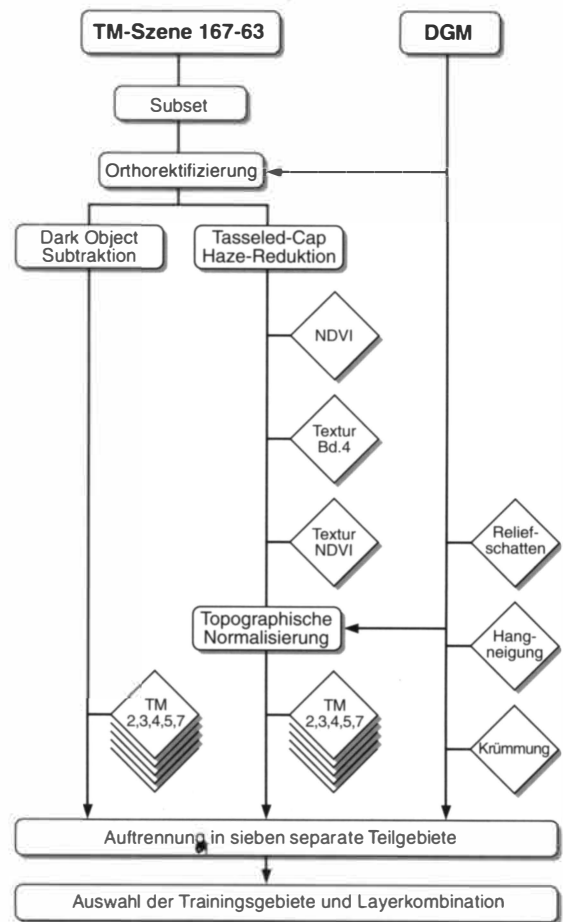 TM-Szene 167-63
DGM
Subset
Orthorektifizierung
Dark Object
Subtraktion
Tasseled-Cap
Haze-Reduktion
NDVI
Textur
Bd.4
Textur
NDVI
Relief-
schatten
Topographische
Normalisierung
Hang-
neigung
TM
2,3,4,5,7
TM
2,3,4,5,7
Krümmung
Auftrennung in sieben separate Teilgebiete
Auswahl der Trainingsgebiete und Layerkombination